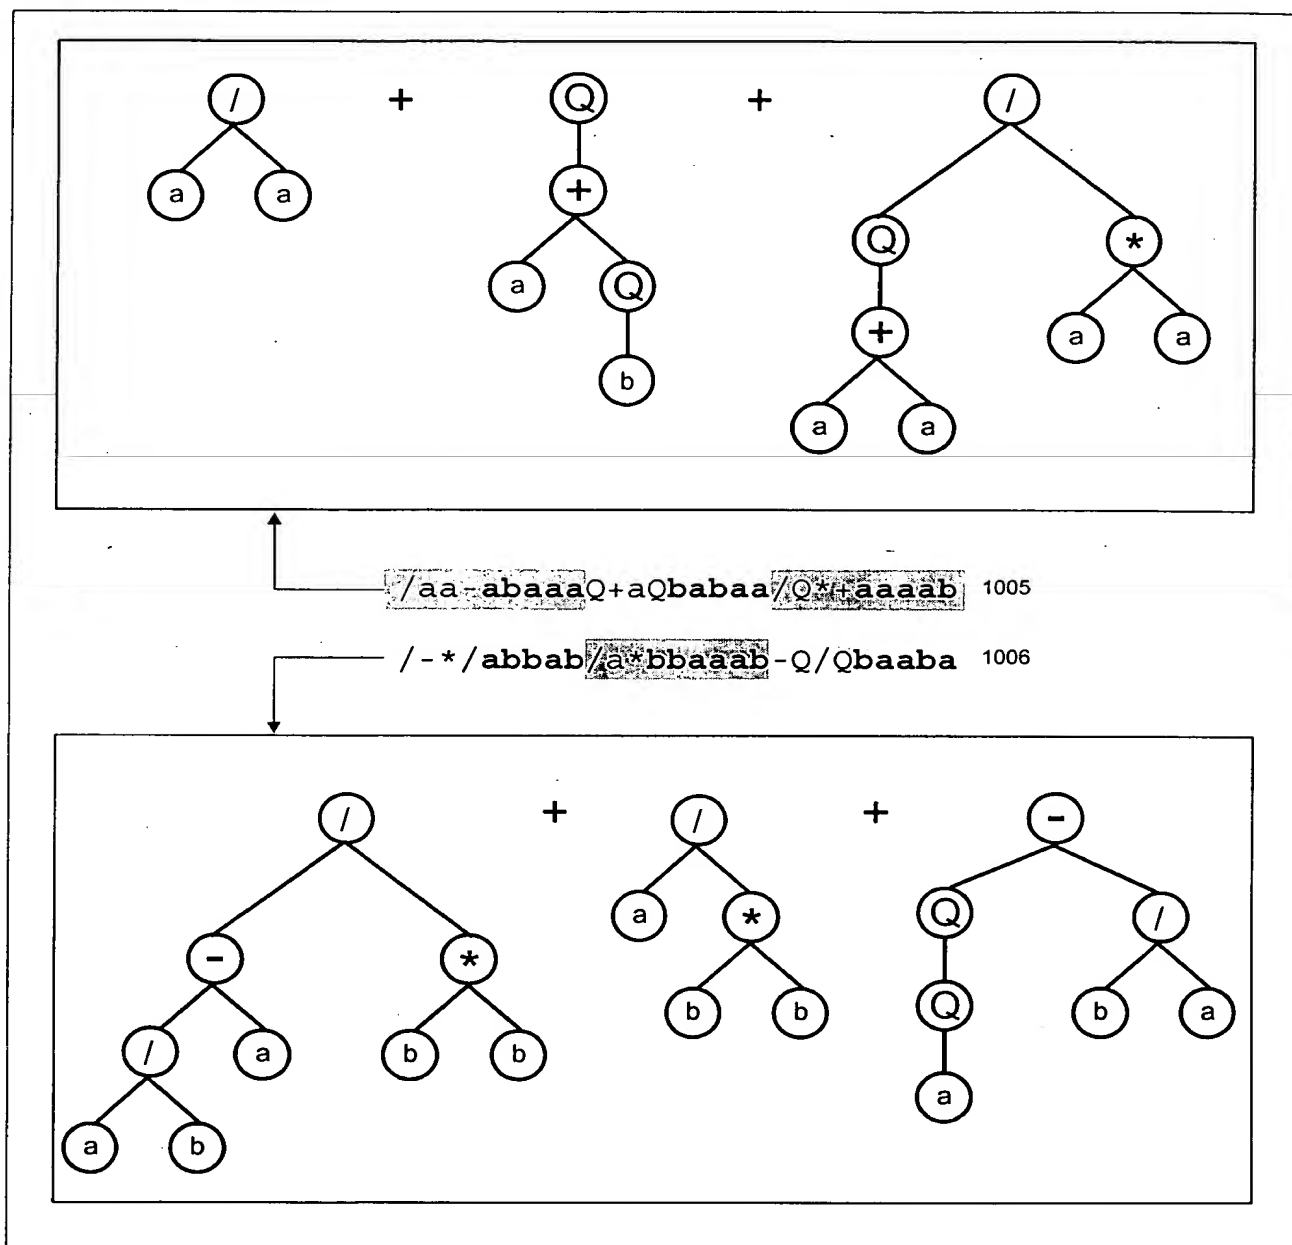 / + Q + /
a a +
Q *
a Q
+ a a
b
a a
/aa-abaaaQ+aQbabaa/Q*+aaaab 1005
/-*/abbab/a*bbaaab-Q/Qbaaba 1006
/ + / + -
a * Q /
- *
b b Q b a
/ a b b
a
a b